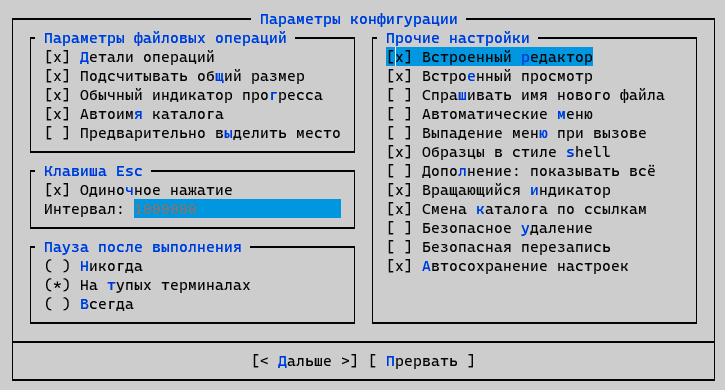 Параметры конфигурации
Параметры файловых операций
[x] Детали операций
[x] Подсчитывать общий размер
[x] Обычный индикатор прогресса
[x] Автоимя каталога
[ ] Предварительно выделить место
Клавиша Esc
[x] Одиночное нажатие
Интервал: 1000000
Пауза после выполнения
( ) Никогда
(*) На тупых терминалах
( ) Всегда
Прочие настройки
[x] Встроенный редактор
[x] Встроенный просмотр
[ ] Спрашивать имя нового файла
[ ] Автоматические меню
[ ] Выпадение меню при вызове
[x] Образцы в стиле shell
[ ] Дополнение: показывать всё
[x] Вращающийся индикатор
[x] Смена каталога по ссылкам
[ ] Безопасное удаление
[ ] Безопасная перезапись
[x] Автосохранение настроек
[< Дальше >] [ Прервать ]